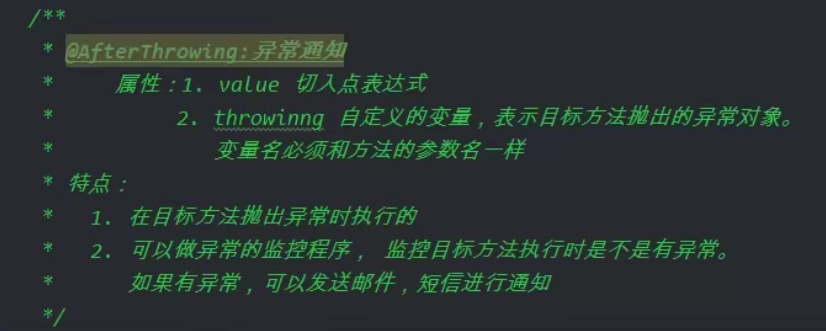 /**
* @AfterThrowing:异常通知
* 属性：1. value 切入点表达式
* 2. throwinng 自定义的变量，表示目标方法抛出的异常对象。
* 变量名必须和方法的参数名一样
* 特点：
* 1. 在目标方法抛出异常时执行的
* 2. 可以做异常的监控程序， 监控目标方法执行时是不是有异常。
* 如果有异常，可以发送邮件，短信进行通知
*/